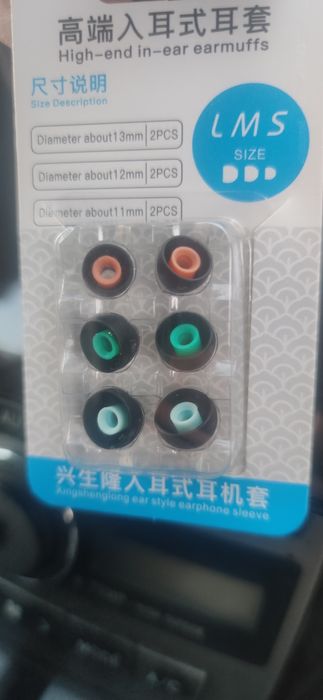 高端入耳式耳套
High-end in-ear earmuffs
尺寸说明
Size Description
LMS
SIZE
Diameter about13mm 2PCS
Diameter about12mm 2PCS
Diameter about11mm 2PCS
兴生隆入耳式耳机套
Xingshenglong ear style earphone sleeve
MODE
A/C